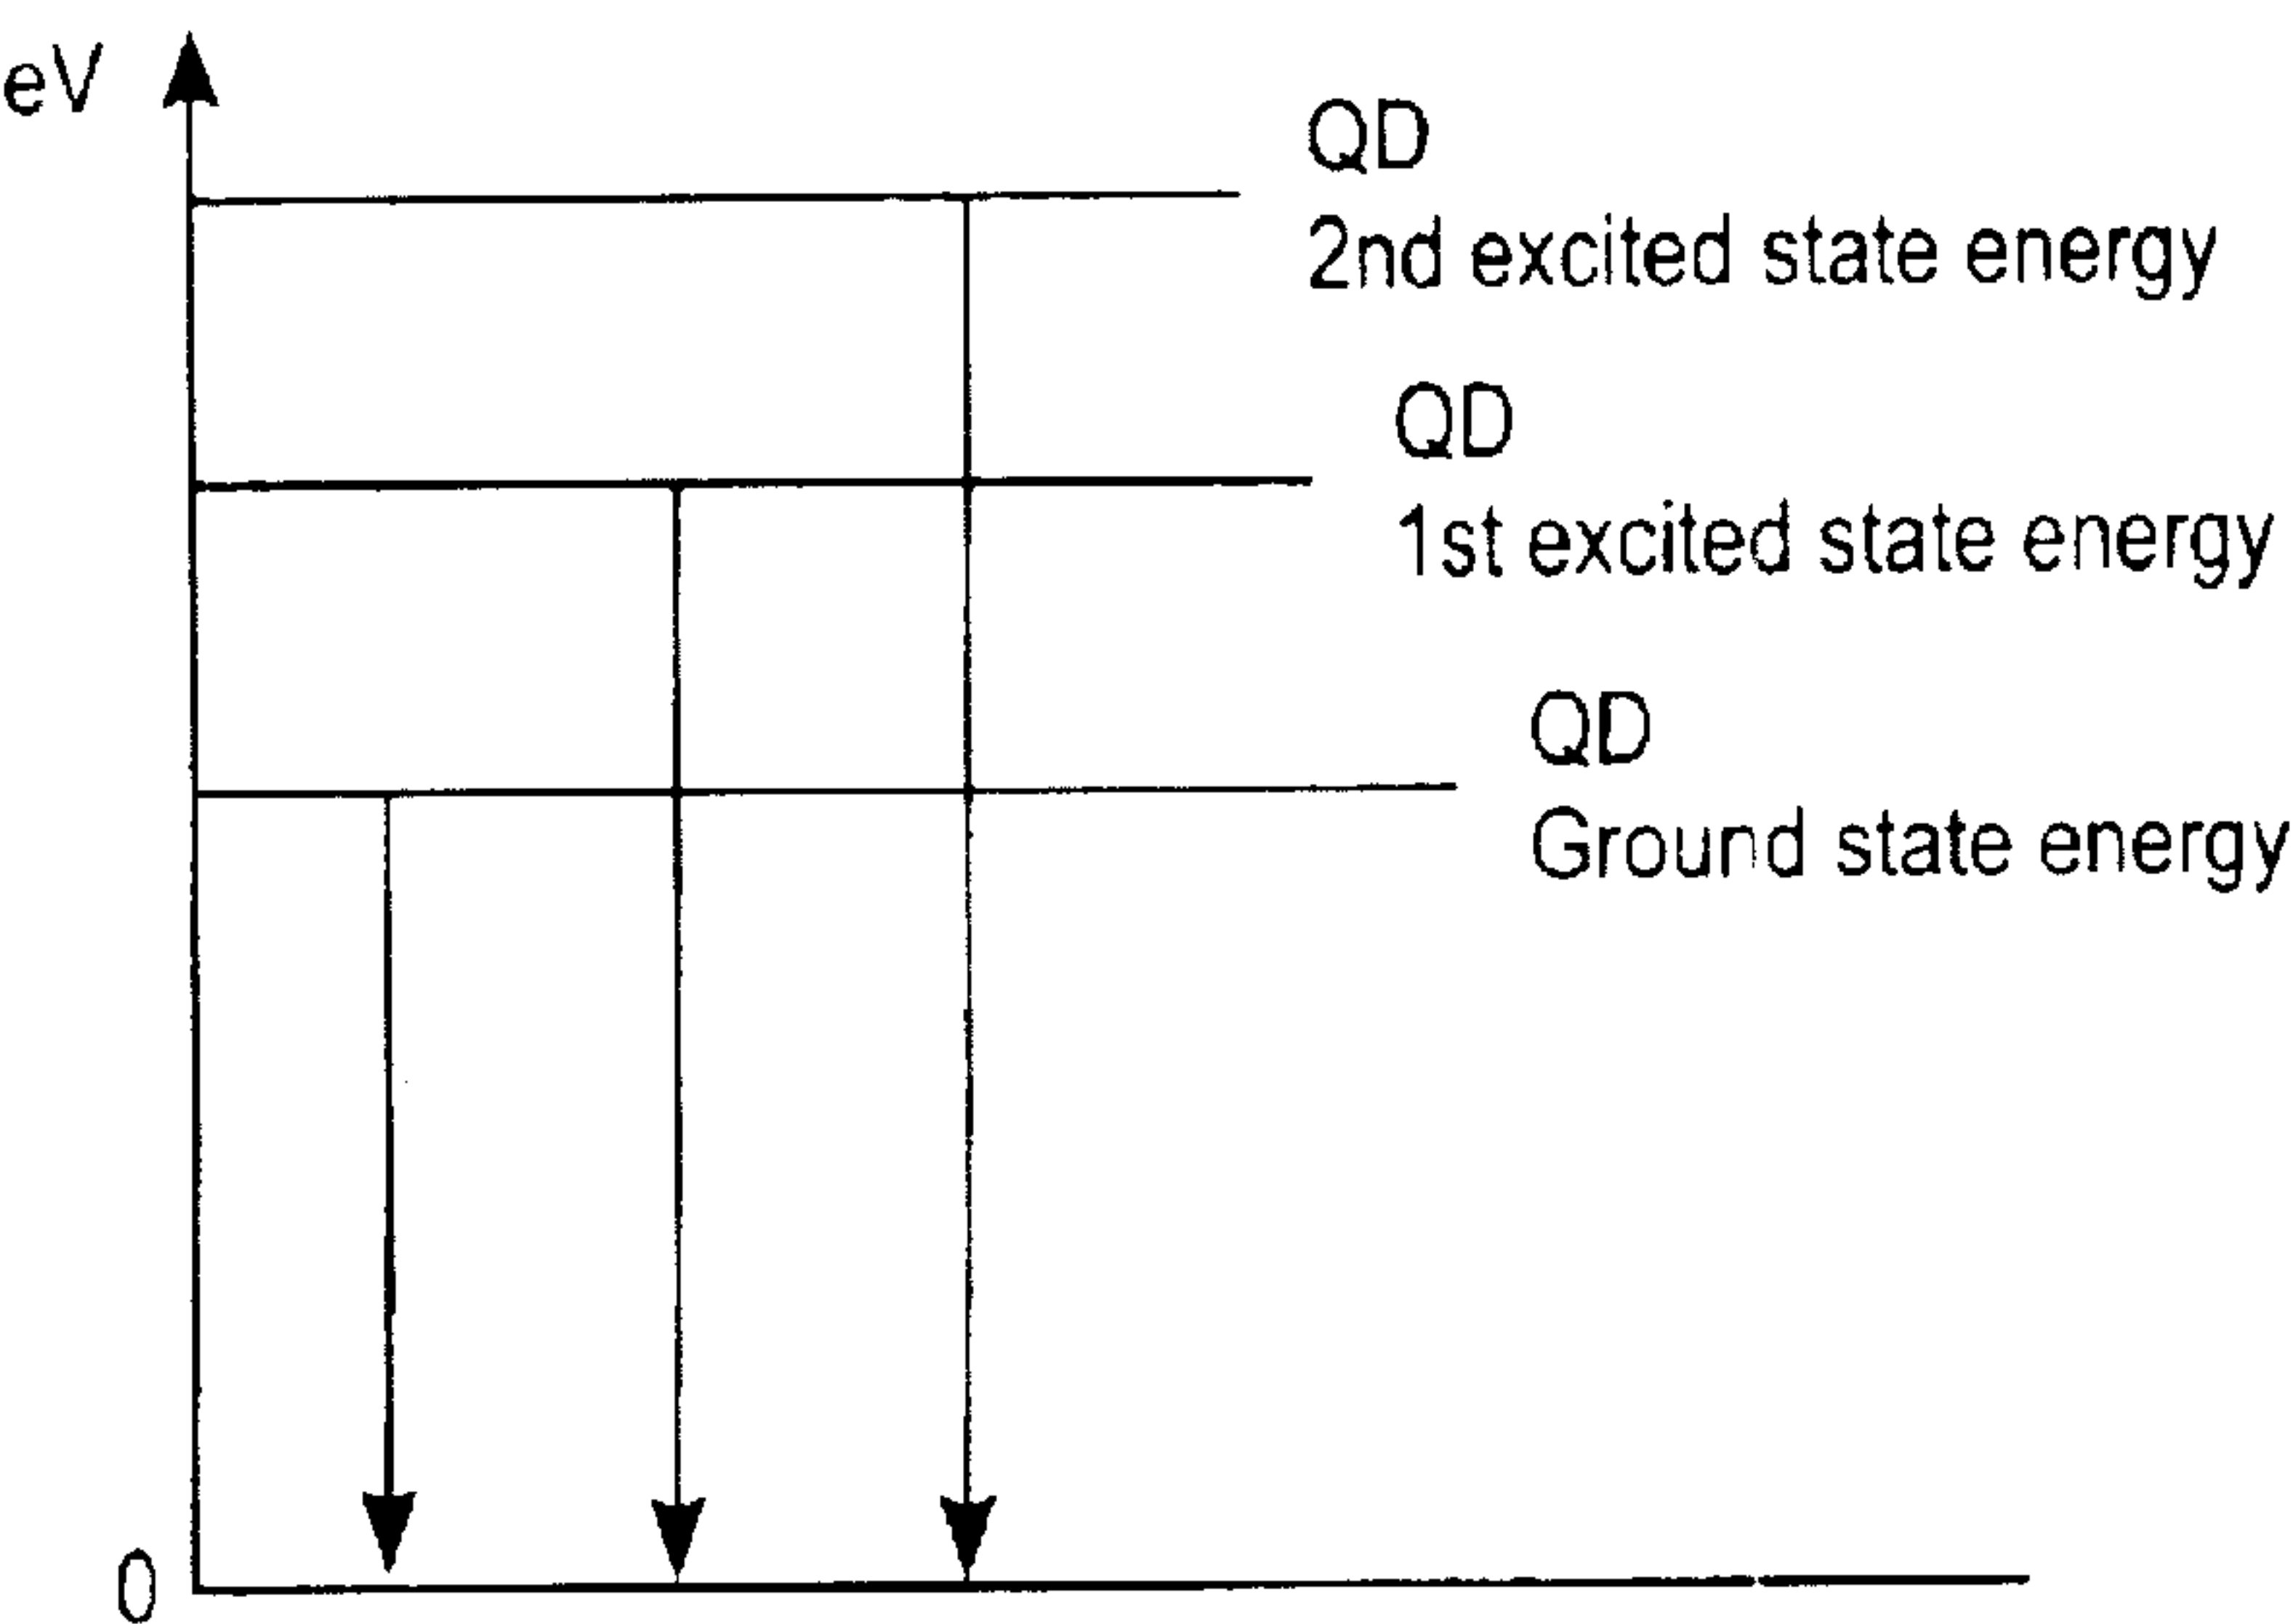 eV
QD
2nd excited state energy
QD
1st excited state energy
QD
Ground state energy
0